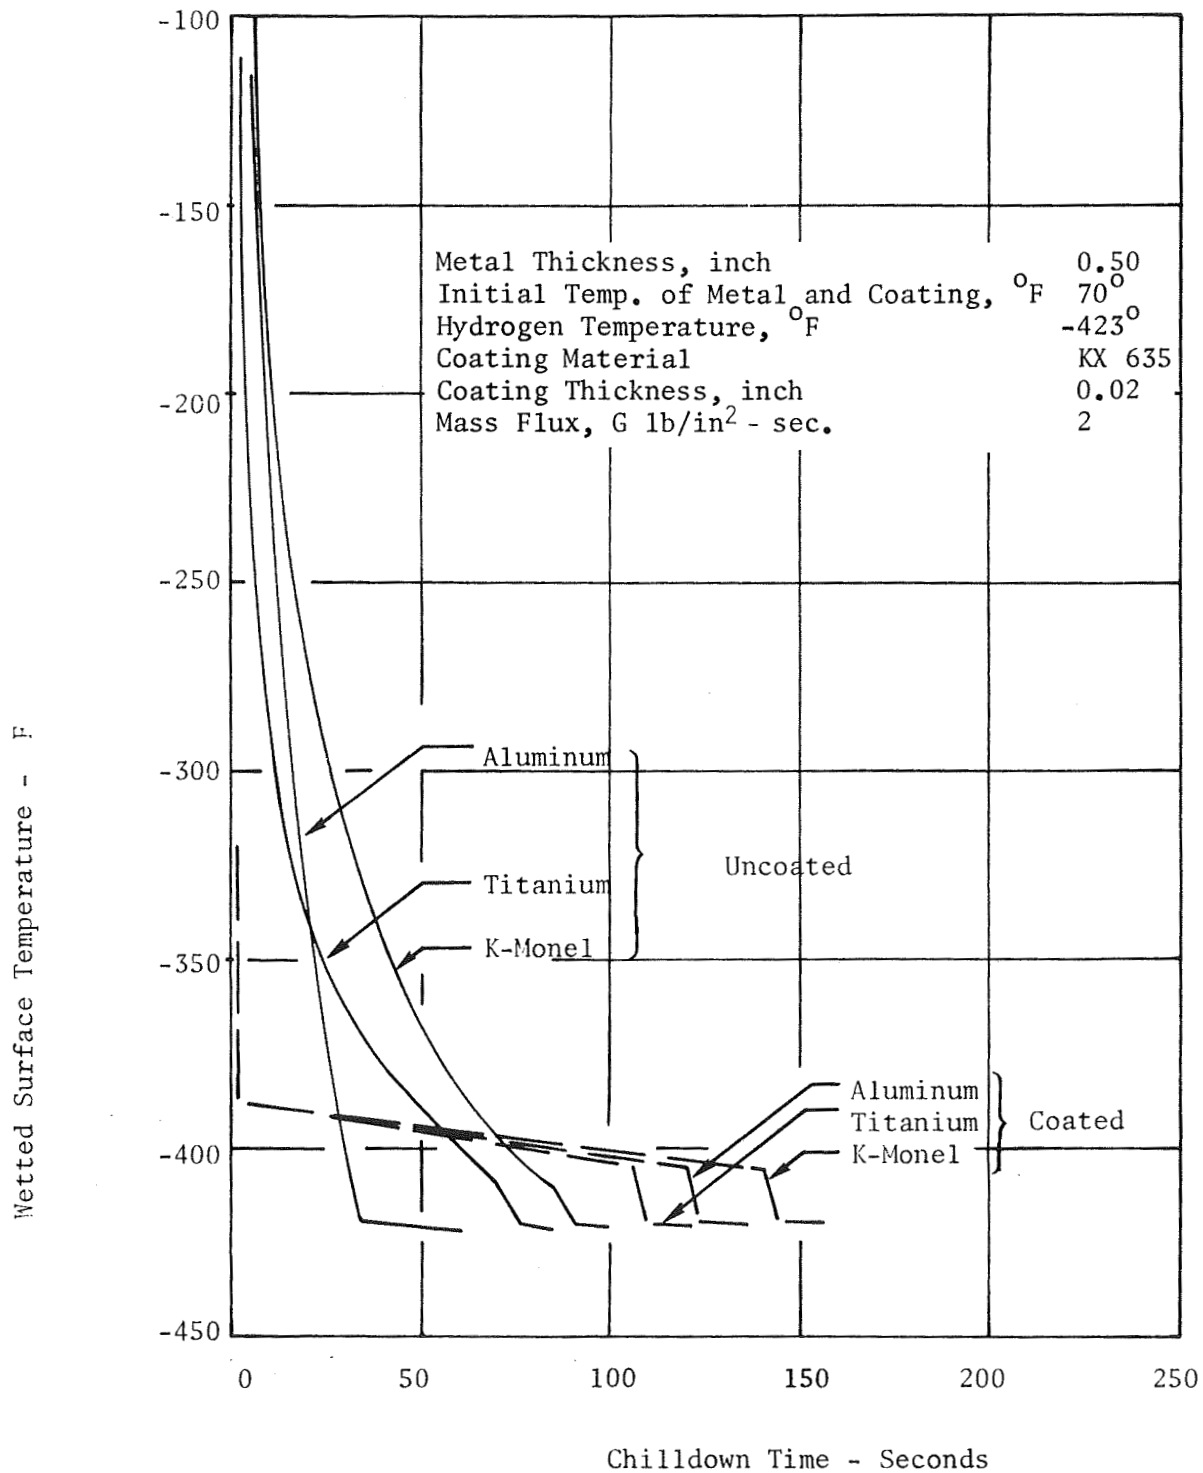 -100
-150
Metal Thickness, inch 0.50
Initial Temp. of Metal and Coating, °F 70°
Hydrogen Temperature, °F -423°
Coating Material KX 635
-200
Coating Thickness, inch 0.02
Mass Flux, G lb/in² - sec. 2
-250
Wetted Surface Temperature - F
Aluminum
-300
Uncoated
Titanium
K-Monel
-350
Aluminum
Titanium
Coated
K-Monel
-400
-450
0 50 100 150 200 250
Chilldown Time - Seconds